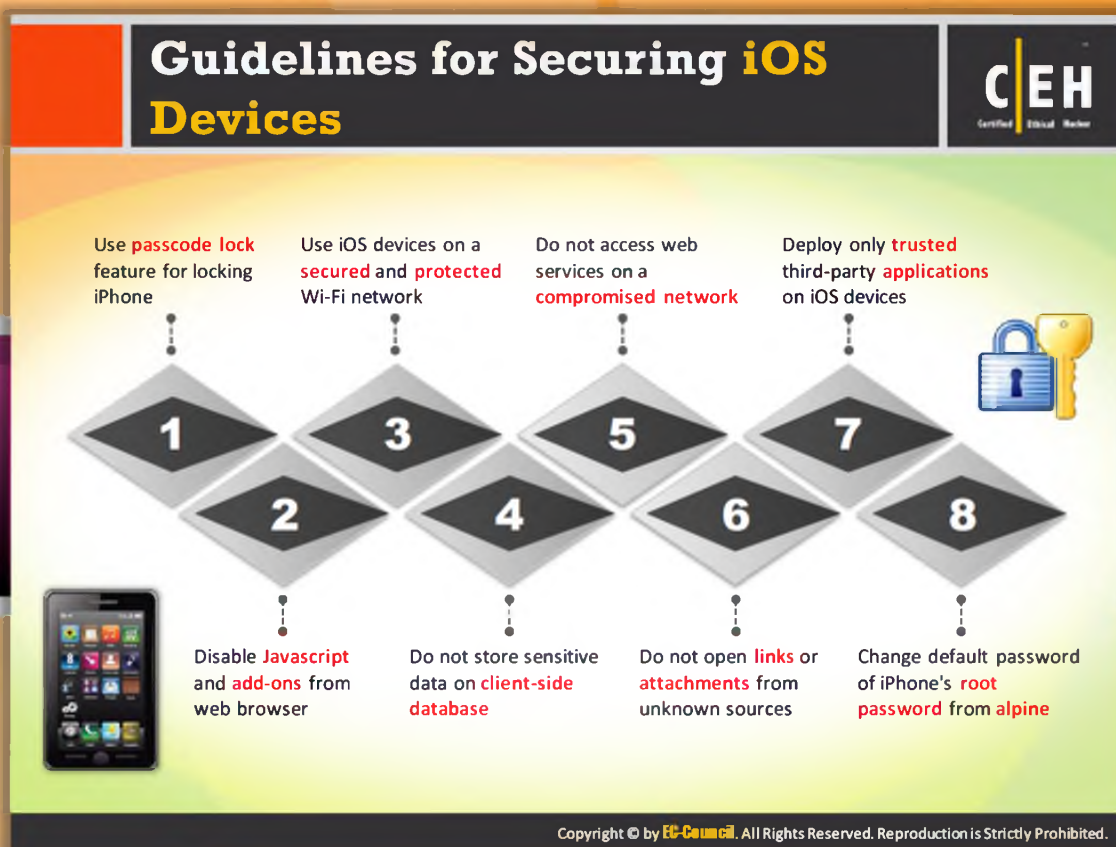 Guidelines for Securing iOS
Devices
C EH
Certified Ethical Hacker
Use passcode lock
feature for locking
iPhone
Use iOS devices on a
secured and protected
Wi-Fi network
Do not access web
services on a
compromised network
Deploy only trusted
third-party applications
on iOS devices
1
3
5
7
2
4
6
8
Disable Javascript
and add-ons from
web browser
Do not store sensitive
data on client-side
database
Do not open links or
attachments from
unknown sources
Change default password
of iPhone's root
password from alpine
Copyright © by EC-Council. All Rights Reserved. Reproduction is Strictly Prohibited.